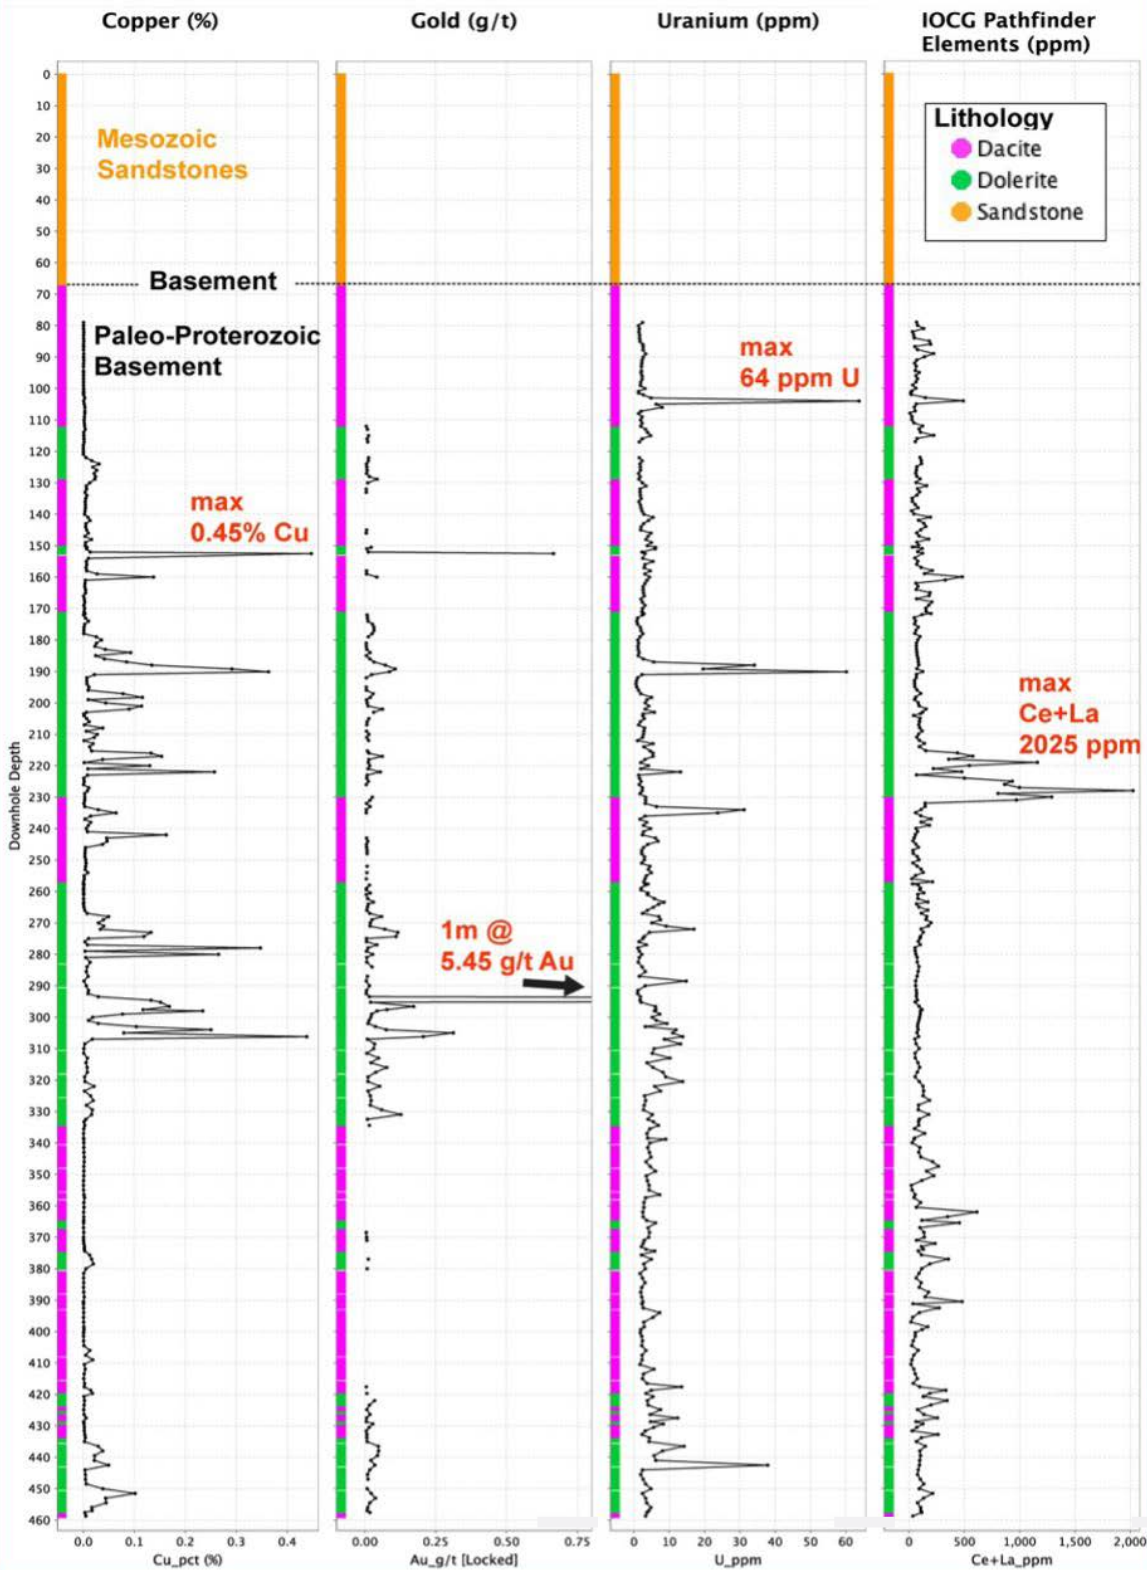 Copper (%)
Gold (g/t)
Uranium (ppm)
IOCG Pathfinder
Elements (ppm)
Mesozoic
Sandstones
Lithology
Dacite
Dolerite
Sandstone
Basement
Paleo-Proterozoic
Basement
max
64 ppm U
max
0.45% Cu
max
Ce+La
2025 ppm
1m @
5.45 g/t Au
Downhole Depth
0
10
20
30
40
50
60
70
80
90
100
110
120
130
140
150
160
170
180
190
200
210
220
230
240
250
260
270
280
290
300
310
320
330
340
350
360
370
380
390
400
410
420
430
440
450
460
0.0 0.1 0.2 0.3 0.4
Cu_pct (%)
0.00 0.25 0.50 0.75
Au_g/t [Locked]
0 10 20 30 40 50 60
U_ppm
0 500 1,000 1,500 2,000
Ce+La_ppm